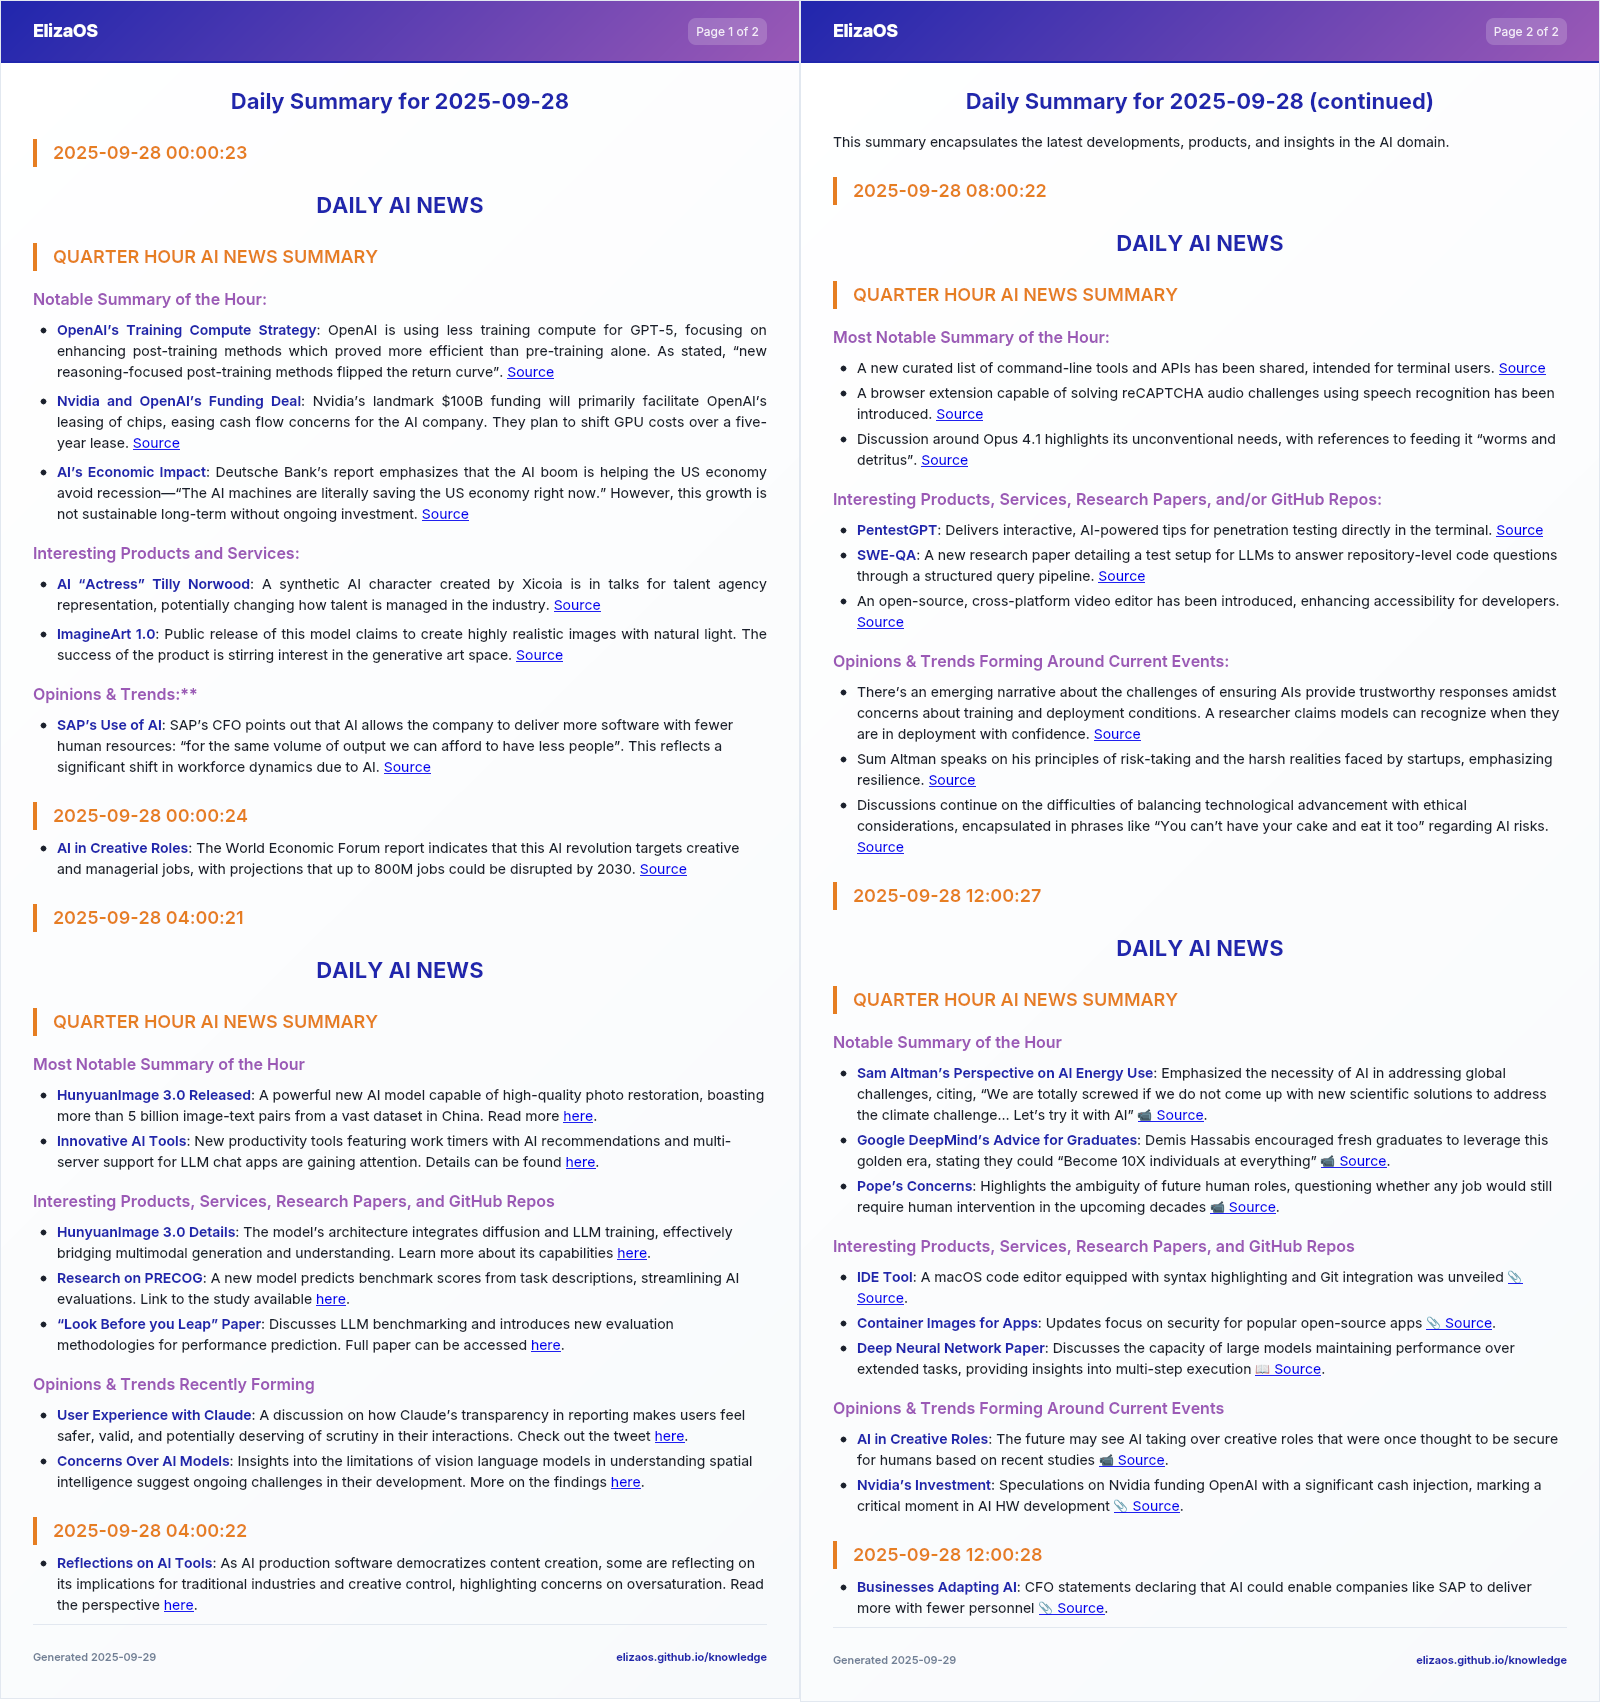 ElizaOS
Page 1 of 2
Daily Summary for 2025-09-28
2025-09-28 00:00:23
DAILY AI NEWS
QUARTER HOUR AI NEWS SUMMARY
Notable Summary of the Hour:
• OpenAI’s Training Compute Strategy: OpenAI is using less training compute for GPT-5, focusing on
enhancing post-training methods which proved more efficient than pre-training alone. As stated, “new
reasoning-focused post-training methods flipped the return curve”. Source
• Nvidia and OpenAI’s Funding Deal: Nvidia’s landmark $100B funding will primarily facilitate OpenAI’s
leasing of chips, easing cash flow concerns for the AI company. They plan to shift GPU costs over a five-
year lease. Source
• AI’s Economic Impact: Deutsche Bank’s report emphasizes that the AI boom is helping the US economy
avoid recession—“The AI machines are literally saving the US economy right now.” However, this growth is
not sustainable long-term without ongoing investment. Source
Interesting Products and Services:
• AI “Actress” Tilly Norwood: A synthetic AI character created by Xicoia is in talks for talent agency
representation, potentially changing how talent is managed in the industry. Source
• ImagineArt 1.0: Public release of this model claims to create highly realistic images with natural light. The
success of the product is stirring interest in the generative art space. Source
Opinions & Trends:**
• SAP’s Use of AI: SAP’s CFO points out that AI allows the company to deliver more software with fewer
human resources: “for the same volume of output we can afford to have less people”. This reflects a
significant shift in workforce dynamics due to AI. Source
2025-09-28 00:00:24
• AI in Creative Roles: The World Economic Forum report indicates that this AI revolution targets creative
and managerial jobs, with projections that up to 800M jobs could be disrupted by 2030. Source
2025-09-28 04:00:21
DAILY AI NEWS
QUARTER HOUR AI NEWS SUMMARY
Most Notable Summary of the Hour
• HunyuanImage 3.0 Released: A powerful new AI model capable of high-quality photo restoration, boasting
more than 5 billion image-text pairs from a vast dataset in China. Read more here.
• Innovative AI Tools: New productivity tools featuring work timers with AI recommendations and multi-
server support for LLM chat apps are gaining attention. Details can be found here.
Interesting Products, Services, Research Papers, and GitHub Repos
• HunyuanImage 3.0 Details: The model’s architecture integrates diffusion and LLM training, effectively
bridging multimodal generation and understanding. Learn more about its capabilities here.
• Research on PRECOG: A new model predicts benchmark scores from task descriptions, streamlining AI
evaluations. Link to the study available here.
• “Look Before you Leap” Paper: Discusses LLM benchmarking and introduces new evaluation
methodologies for performance prediction. Full paper can be accessed here.
Opinions & Trends Recently Forming
• User Experience with Claude: A discussion on how Claude’s transparency in reporting makes users feel
safer, valid, and potentially deserving of scrutiny in their interactions. Check out the tweet here.
• Concerns Over AI Models: Insights into the limitations of vision language models in understanding spatial
intelligence suggest ongoing challenges in their development. More on the findings here.
2025-09-28 04:00:22
• Reflections on AI Tools: As AI production software democratizes content creation, some are reflecting on
its implications for traditional industries and creative control, highlighting concerns on oversaturation. Read
the perspective here.
Generated 2025-09-29
elizaos.github.io/knowledge
ElizaOS
Page 2 of 2
Daily Summary for 2025-09-28 (continued)
This summary encapsulates the latest developments, products, and insights in the AI domain.
2025-09-28 08:00:22
DAILY AI NEWS
QUARTER HOUR AI NEWS SUMMARY
Most Notable Summary of the Hour:
• A new curated list of command-line tools and APIs has been shared, intended for terminal users. Source
• A browser extension capable of solving reCAPTCHA audio challenges using speech recognition has been
introduced. Source
• Discussion around Opus 4.1 highlights its unconventional needs, with references to feeding it “worms and
detritus”. Source
Interesting Products, Services, Research Papers, and/or GitHub Repos:
• PentestGPT: Delivers interactive, AI-powered tips for penetration testing directly in the terminal. Source
• SWE-QA: A new research paper detailing a test setup for LLMs to answer repository-level code questions
through a structured query pipeline. Source
• An open-source, cross-platform video editor has been introduced, enhancing accessibility for developers.
Source
Opinions & Trends Forming Around Current Events:
• There’s an emerging narrative about the challenges of ensuring AIs provide trustworthy responses amidst
concerns about training and deployment conditions. A researcher claims models can recognize when they
are in deployment with confidence. Source
• Sum Altman speaks on his principles of risk-taking and the harsh realities faced by startups, emphasizing
resilience. Source
• Discussions continue on the difficulties of balancing technological advancement with ethical
considerations, encapsulated in phrases like “You can’t have your cake and eat it too” regarding AI risks.
Source
2025-09-28 12:00:27
DAILY AI NEWS
QUARTER HOUR AI NEWS SUMMARY
Notable Summary of the Hour
• Sam Altman’s Perspective on AI Energy Use: Emphasized the necessity of AI in addressing global
challenges, citing, “We are totally screwed if we do not come up with new scientific solutions to address
the climate challenge… Let’s try it with AI” 📹 Source.
• Google DeepMind’s Advice for Graduates: Demis Hassabis encouraged fresh graduates to leverage this
golden era, stating they could “Become 10X individuals at everything” 📹 Source.
• Pope’s Concerns: Highlights the ambiguity of future human roles, questioning whether any job would still
require human intervention in the upcoming decades 📹 Source.
Interesting Products, Services, Research Papers, and GitHub Repos
• IDE Tool: A macOS code editor equipped with syntax highlighting and Git integration was unveiled 📎
Source.
• Container Images for Apps: Updates focus on security for popular open-source apps 📎 Source.
• Deep Neural Network Paper: Discusses the capacity of large models maintaining performance over
extended tasks, providing insights into multi-step execution 📖 Source.
Opinions & Trends Forming Around Current Events
• AI in Creative Roles: The future may see AI taking over creative roles that were once thought to be secure
for humans based on recent studies 📹 Source.
• Nvidia’s Investment: Speculations on Nvidia funding OpenAI with a significant cash injection, marking a
critical moment in AI HW development 📎 Source.
2025-09-28 12:00:28
• Businesses Adapting AI: CFO statements declaring that AI could enable companies like SAP to deliver
more with fewer personnel 📎 Source.
Generated 2025-09-29
elizaos.github.io/knowledge